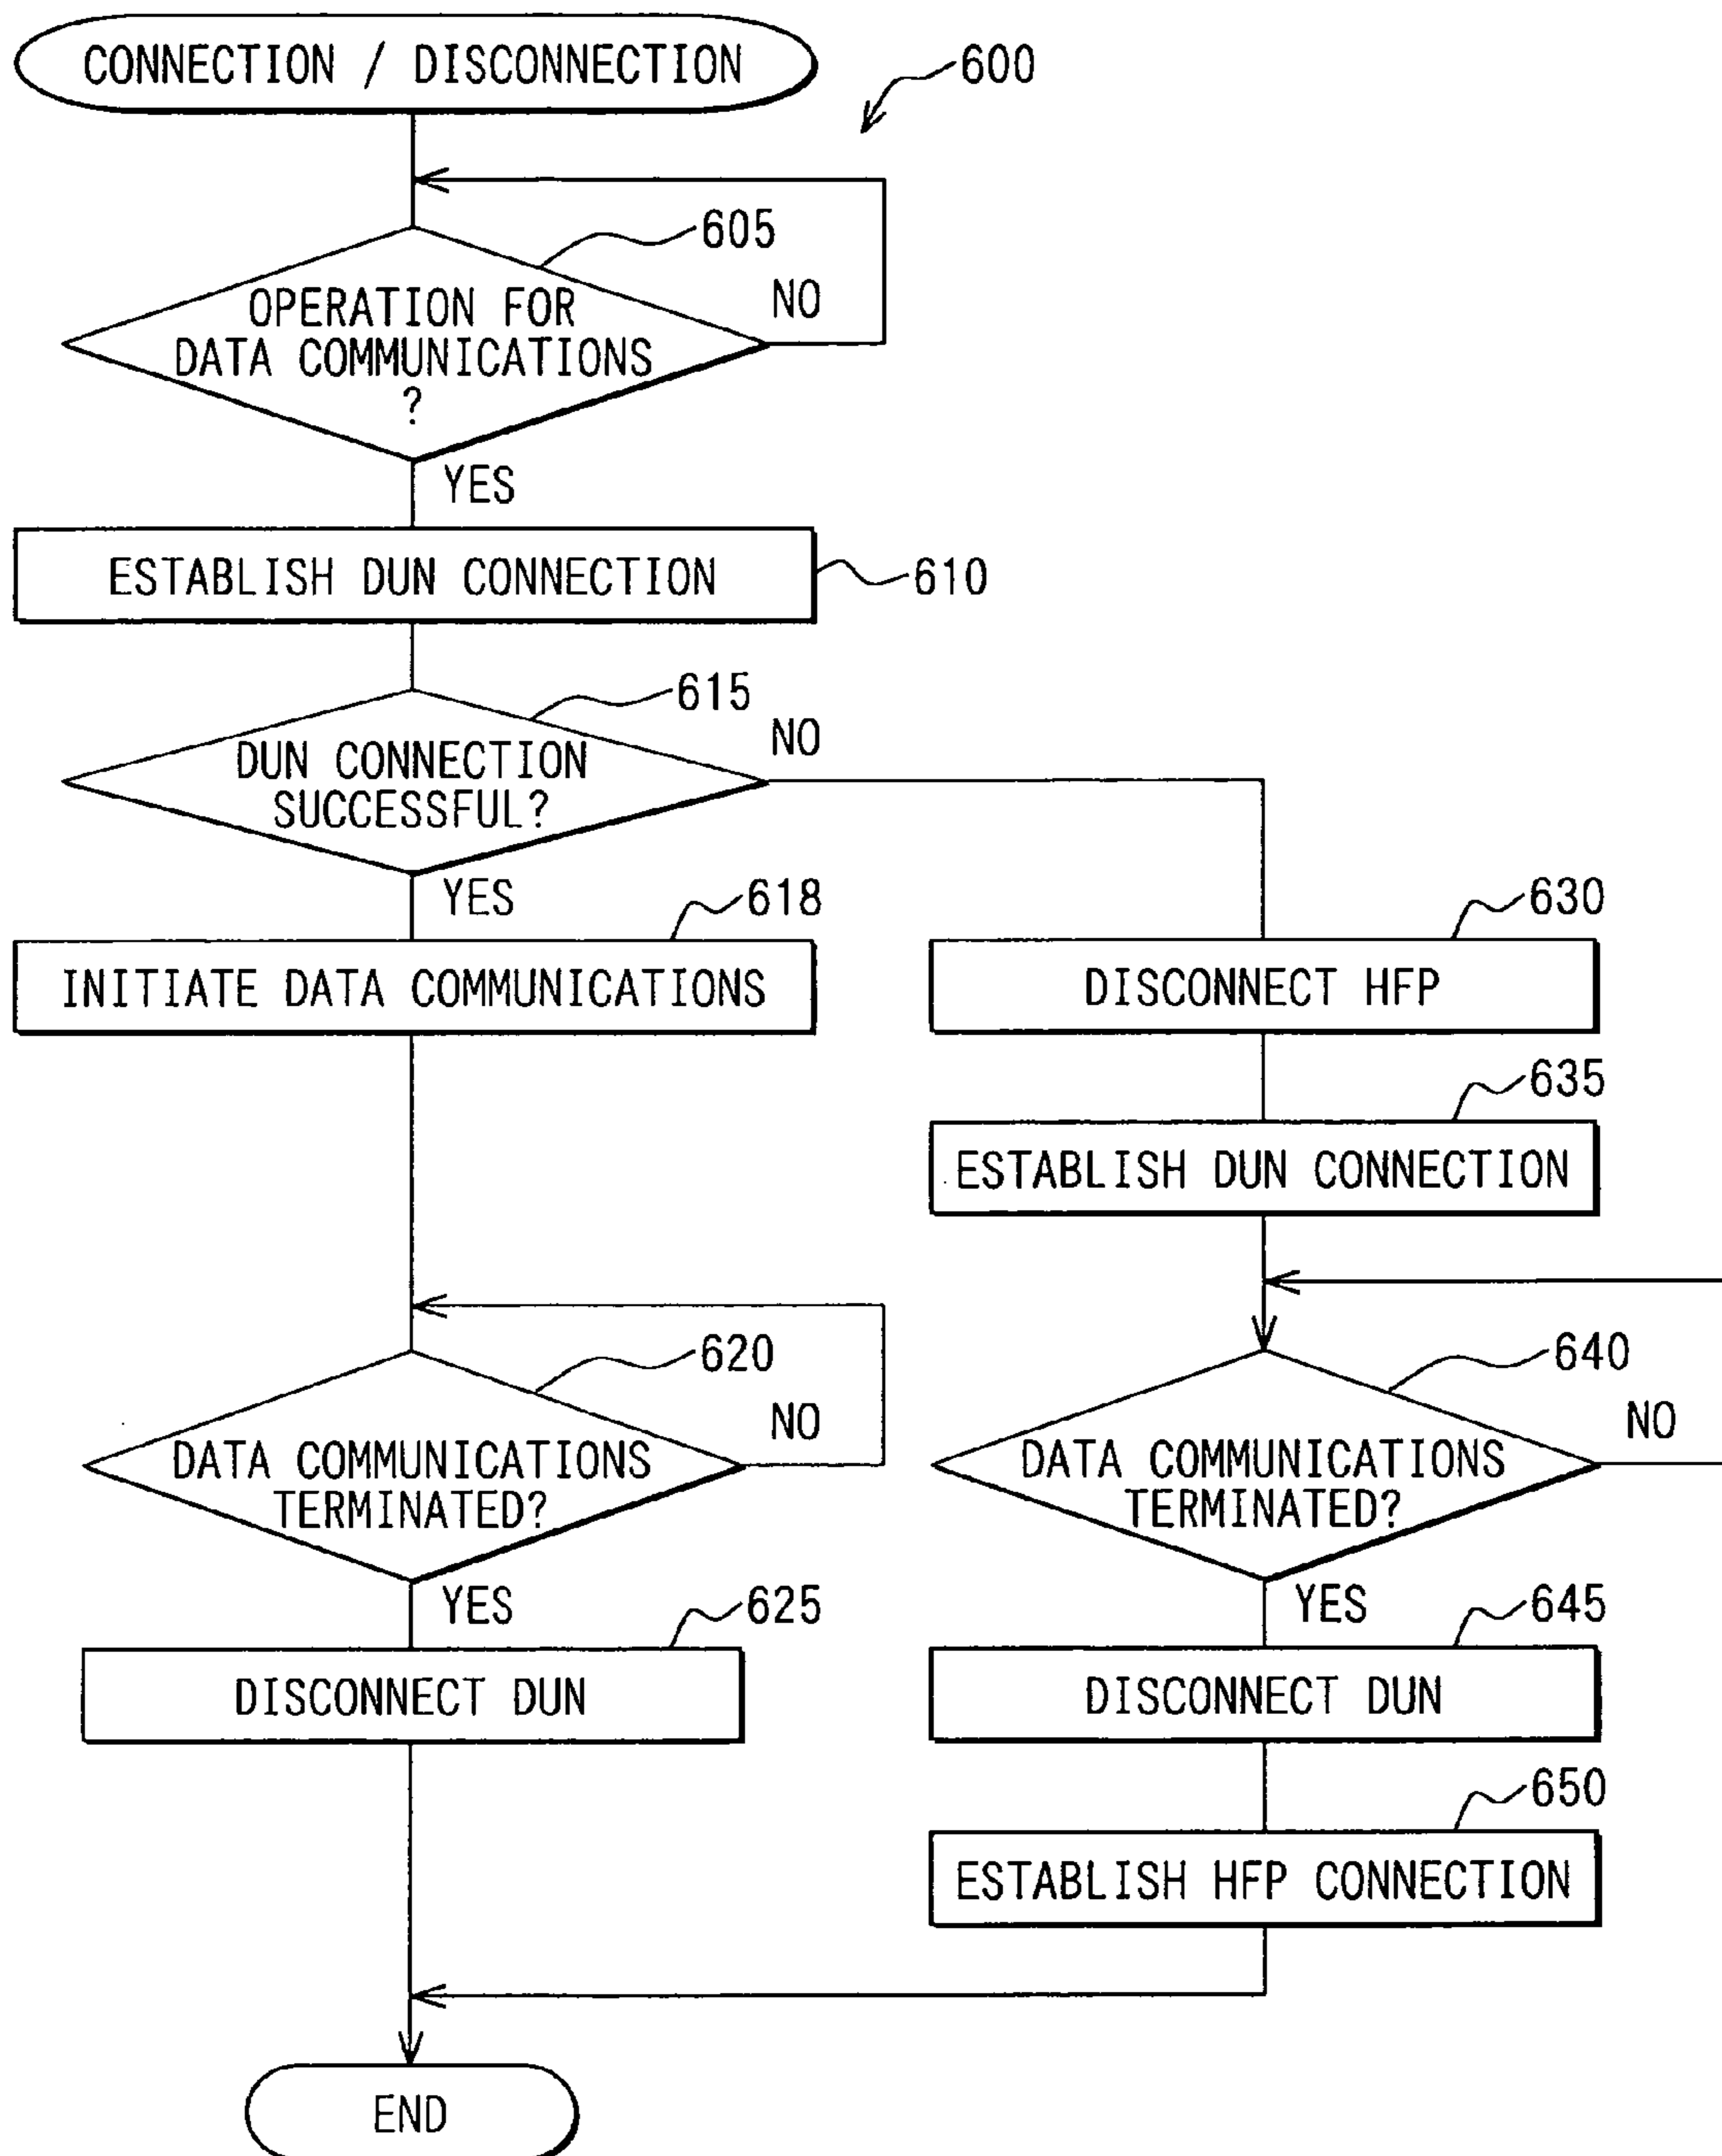 CONNECTION / DISCONNECTION
600
605
OPERATION FOR
DATA COMMUNICATIONS
?
NO
YES
ESTABLISH DUN CONNECTION
610
615
DUN CONNECTION
SUCCESSFUL?
NO
YES
618
INITIATE DATA COMMUNICATIONS
630
DISCONNECT HFP
635
ESTABLISH DUN CONNECTION
620
DATA COMMUNICATIONS
TERMINATED?
NO
YES
625
DISCONNECT DUN
640
DATA COMMUNICATIONS
TERMINATED?
NO
YES
645
DISCONNECT DUN
650
ESTABLISH HFP CONNECTION
END